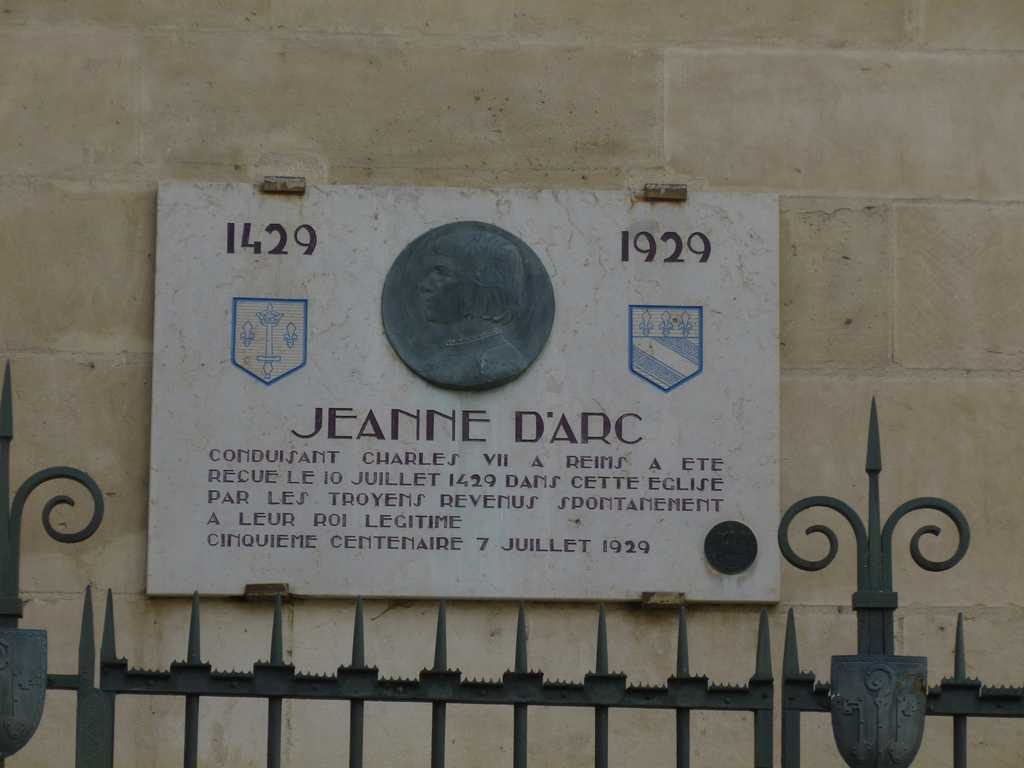 1429
1929
JEANNE D'ARC
CONDUISANT CHARLES VII A REIMS A ETE
REÇUE LE 10 JUILLET 1429 DANS CETTE EGLISE
PAR LES TROYENS REVENUS SPONTANEMENT
A LEUR ROI LEGITIME
CINQUIEME CENTENAIRE 7 JUILLET 1929